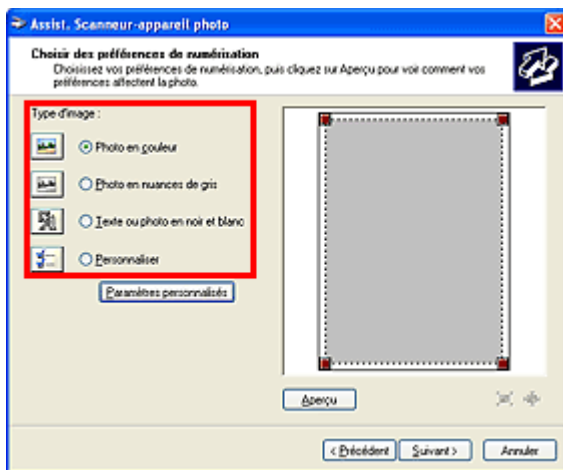 Assist. Scanneur-appareil photo
Choisir des préférences de numérisation
Choisissez vos préférences de numérisation, puis cliquez sur Aperçu pour voir comment vos
préférences affectent la photo.
Type d'image :
Photo en couleur
Photo en nuances de gris
Texte ou photo en noir et blanc
Personnaliser
Paramètres personnalisés
Aperçu
< Précédent
Suivant >
Annuler